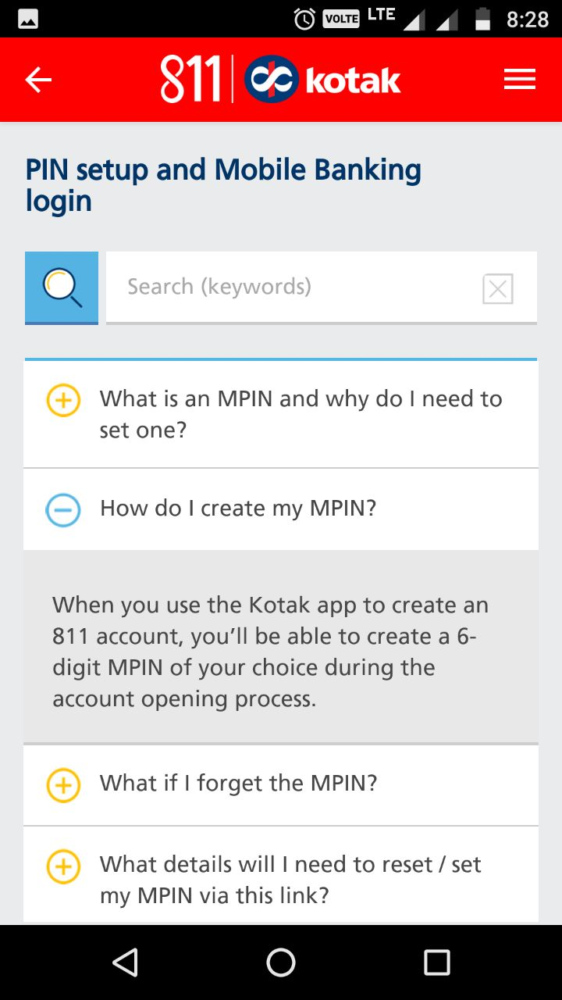 VOLTE LTE 8:28
811 kotak
PIN setup and Mobile Banking
login
Search (keywords)
What is an MPIN and why do I need to
set one?
How do I create my MPIN?
When you use the Kotak app to create an
811 account, you’ll be able to create a 6-
digit MPIN of your choice during the
account opening process.
What if I forget the MPIN?
What details will I need to reset / set
my MPIN via this link?